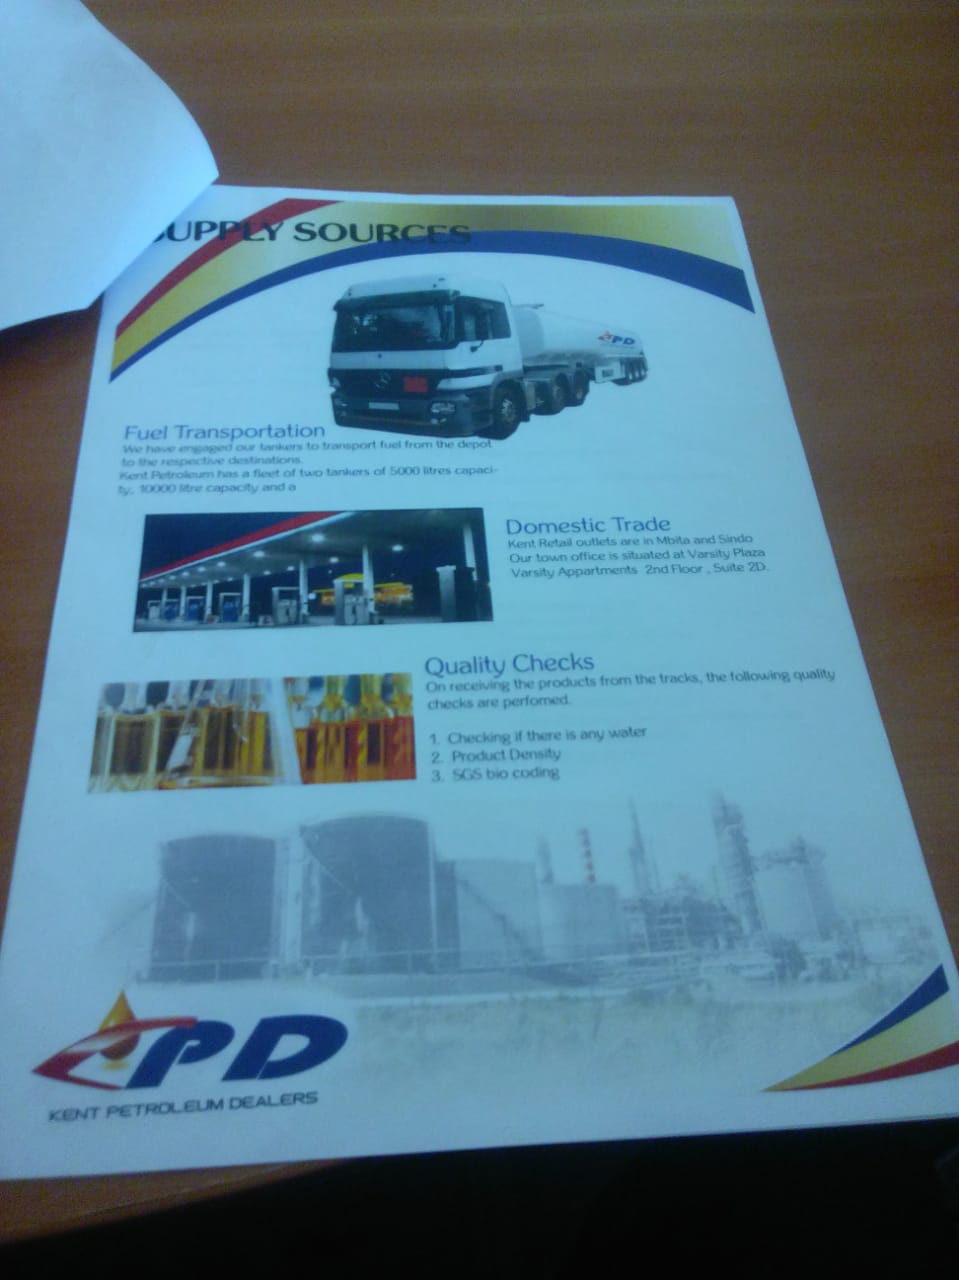 SUPPLY SOURCES
PD
Fuel Transportation
We have engaged our tankers to transport fuel from the depot
to the respective destinations.
Kent Petroleum has a fleet of two tankers of 5000 litres capaci-
ty, 10000 litre capacity and a
Domestic Trade
Kent Retail outlets are in Mbita and Sindo
Our town office is situated at Varsity Plaza
Varsity Appartments 2nd Floor , Suite 2D.
Quality Checks
On receiving the products from the tracks, the following quality
checks are perfomed.
1. Checking if there is any water
2. Product Density
3. SGS bio coding
PD
KENT PETROLEUM DEALERS